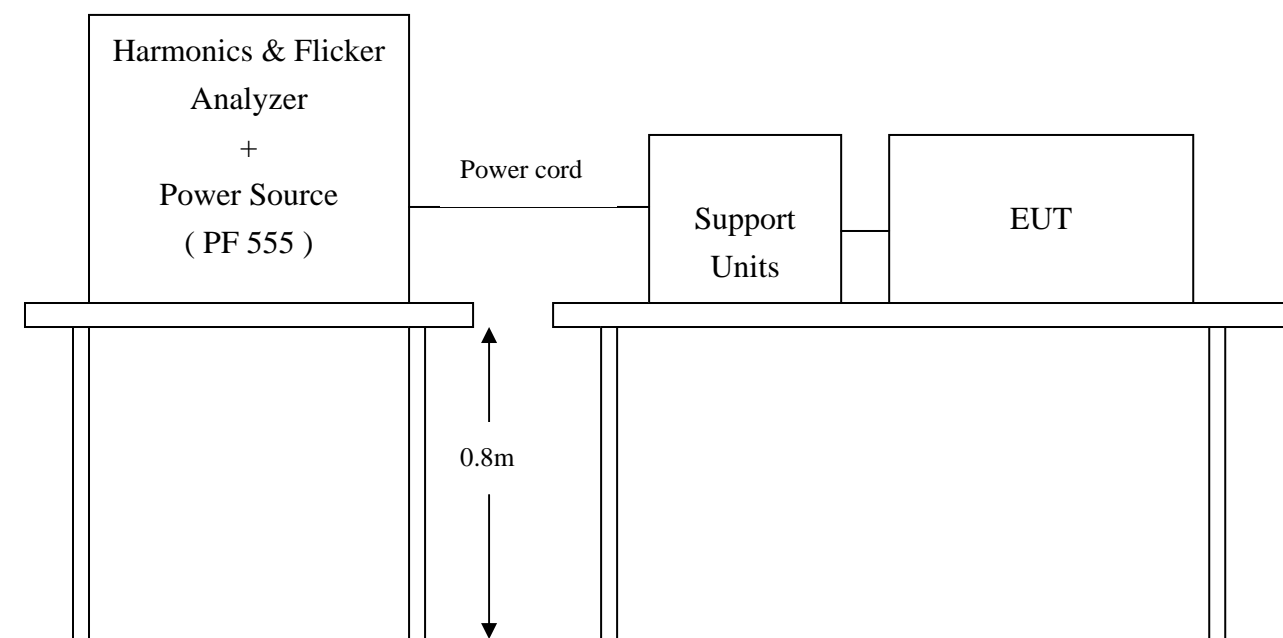 Harmonics & Flicker
Analyzer
+
Power Source
( PF 555 )
Power cord
Support
Units
EUT
0.8m